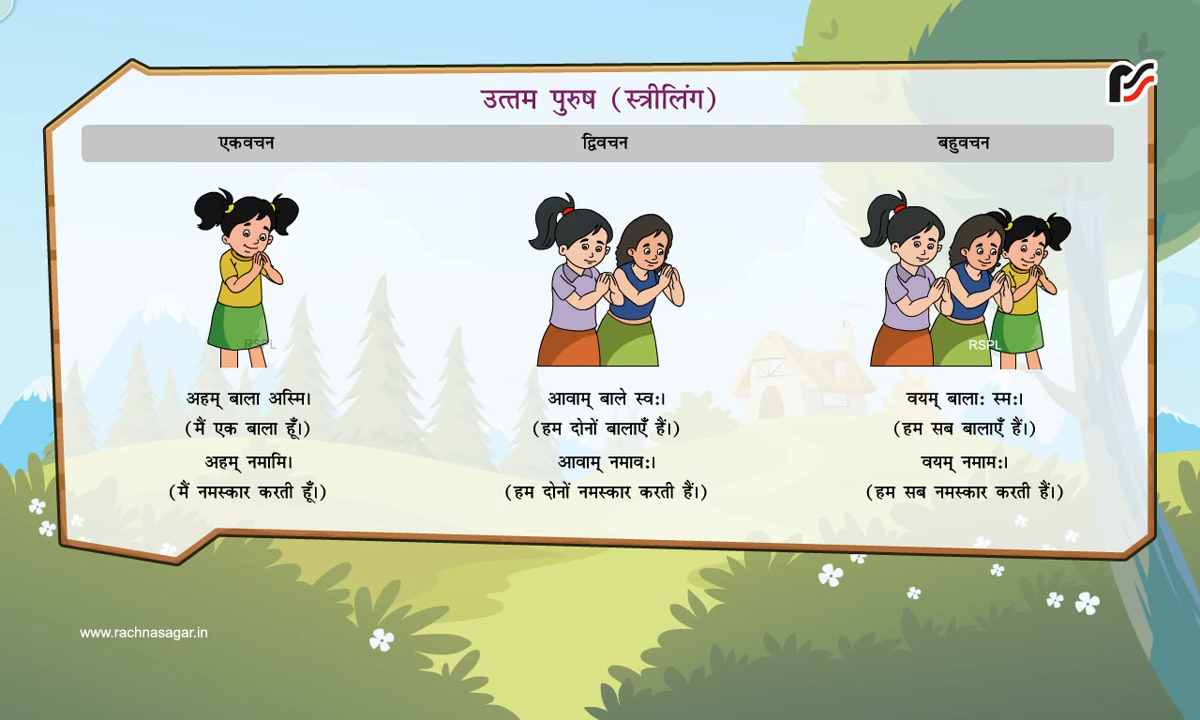 उत्तम पुरुष (स्त्रीलिंग)
एकवचन द्विवचन बहुवचन
RSPL
RSPL
अहम् बाला अस्मि। आवाम् बाले स्व:। वयम् बाला: स्म:।
(मैं एक बाला हूँ।) (हम दोनों बालाएँ हैं।) (हम सब बालाएँ हैं।)
अहम् नमामि। आवाम् नमाव:। वयम् नमाम:।
(मैं नमस्कार करती हूँ।) (हम दोनों नमस्कार करती हैं।) (हम सब नमस्कार करती हैं।)
www.rachnasagar.in